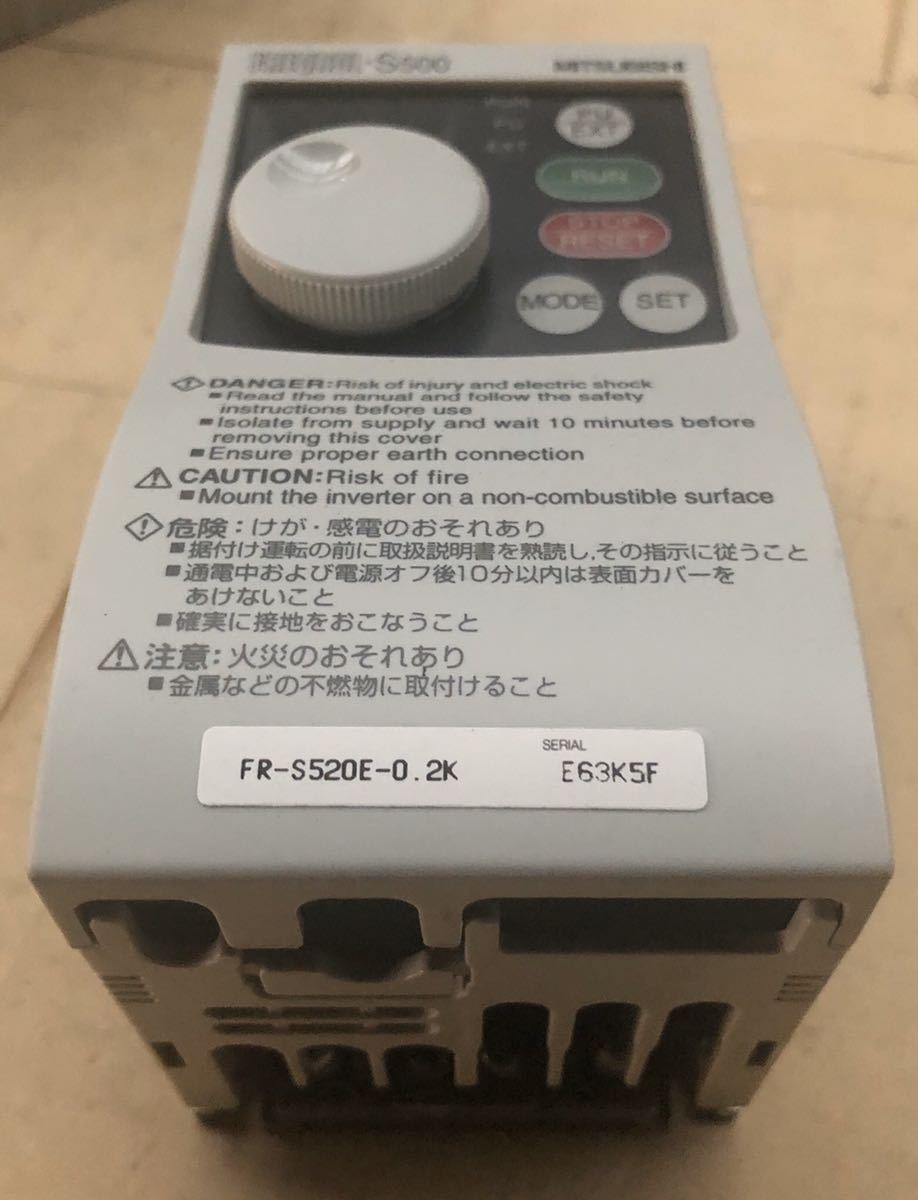 S500 MITSUBISHI
RUN
PU
EXT
PU
EXT
RUN
STOP
RESET
MODE SET
DANGER:Risk of injury and electric shock
■Read the manual and follow the safety
instructions before use
■Isolate from supply and wait 10 minutes before
removing this cover
■Ensure proper earth connection
CAUTION:Risk of fire
■Mount the inverter on a non-combustible surface
危険:けが・感電のおそれあり
■据付け運転の前に取扱説明書を熟読し,その指示に従うこと
■通電中および電源オフ後10分以内は表面カバーを
あけないこと
■確実に接地をおこなうこと
注意:火災のおそれあり
■金属などの不燃物に取付けること
SERIAL
FR-S520E-0.2K E63K5F